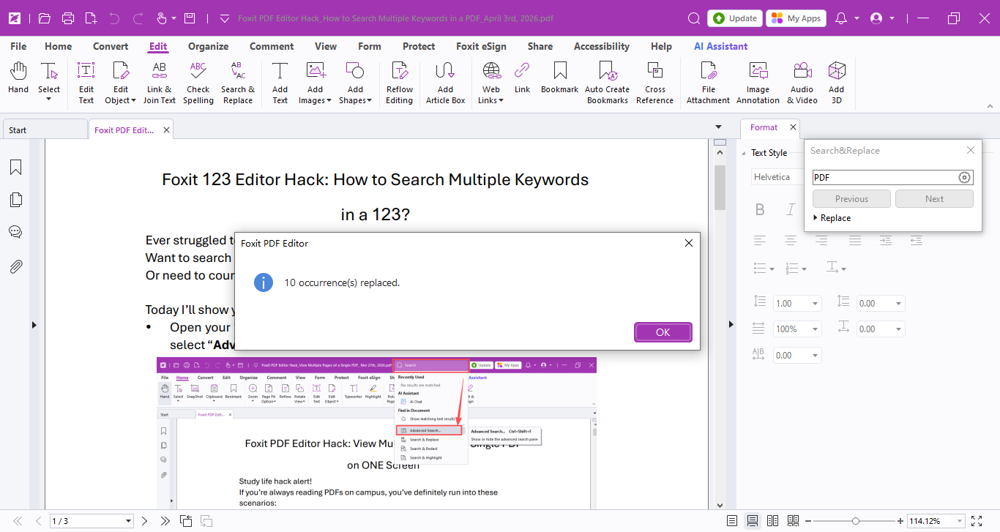 Foxit PDF Editor Hack_How to Search Multiple Keywords in a PDF_April 3rd, 2026.pdf
Update
My Apps
File Home Convert Edit Organize Comment View Form Protect Foxit eSign Share Accessibility Help AI Assistant
Hand
Select
Edit
Text
Edit
Object
Link &
Join Text
Check
Spelling
Search &
Replace
Add
Text
Add
Images
Add
Shapes
Reflow
Editing
Add
Article Box
Web
Links
Link
Bookmark
Auto Create
Bookmarks
Cross
Reference
File
Attachment
Image
Annotation
Audio
& Video
Add
3D
Start
Foxit PDF Edit...
Format
Text Style
Helvetica
Search&Replace
PDF
Previous
Next
Replace
1.00
0.00
100%
0.00
0.00
Foxit 123 Editor Hack: How to Search Multiple Keywords
in a 123?
Ever struggled t
Want to search
Or need to cour
Today I’ll show y
• Open your
select “Adv
Foxit PDF Editor
10 occurrence(s) replaced.
OK
Foxit PDF Editor Hack_View Multiple Pages of a Single PDF_ Mar 27th, 2026.pdf
Search
Update
My Apps
File Home Convert Edit Organize Comment View Form Protect Foxit eSign Sh
Assistant
Hand
Select
SnapShot
Clipboard
Bookmark
Zoom
Page Fit
Option
Reflow
Rotate
View
Edit
Text
Edit
Object
Typewriter
Highlight
Start
Foxit PDF Edit...
Recently Used
No results are matched.
AI Assistant
AI Chat
Find in Document
Show matching text results
Advanced Search...
Search & Replace
Search & Redact
Search & Highlight
Advanced Search... Ctrl+Shift+F
Show or hide the advanced search pane
Foxit PDF Editor Hack: View Mu
Single PDF
on ONE Screen
Study life hack alert!
If you’re always reading PDFs on campus, you’ve definitely run into these
scenarios:
1 / 3
114.12%